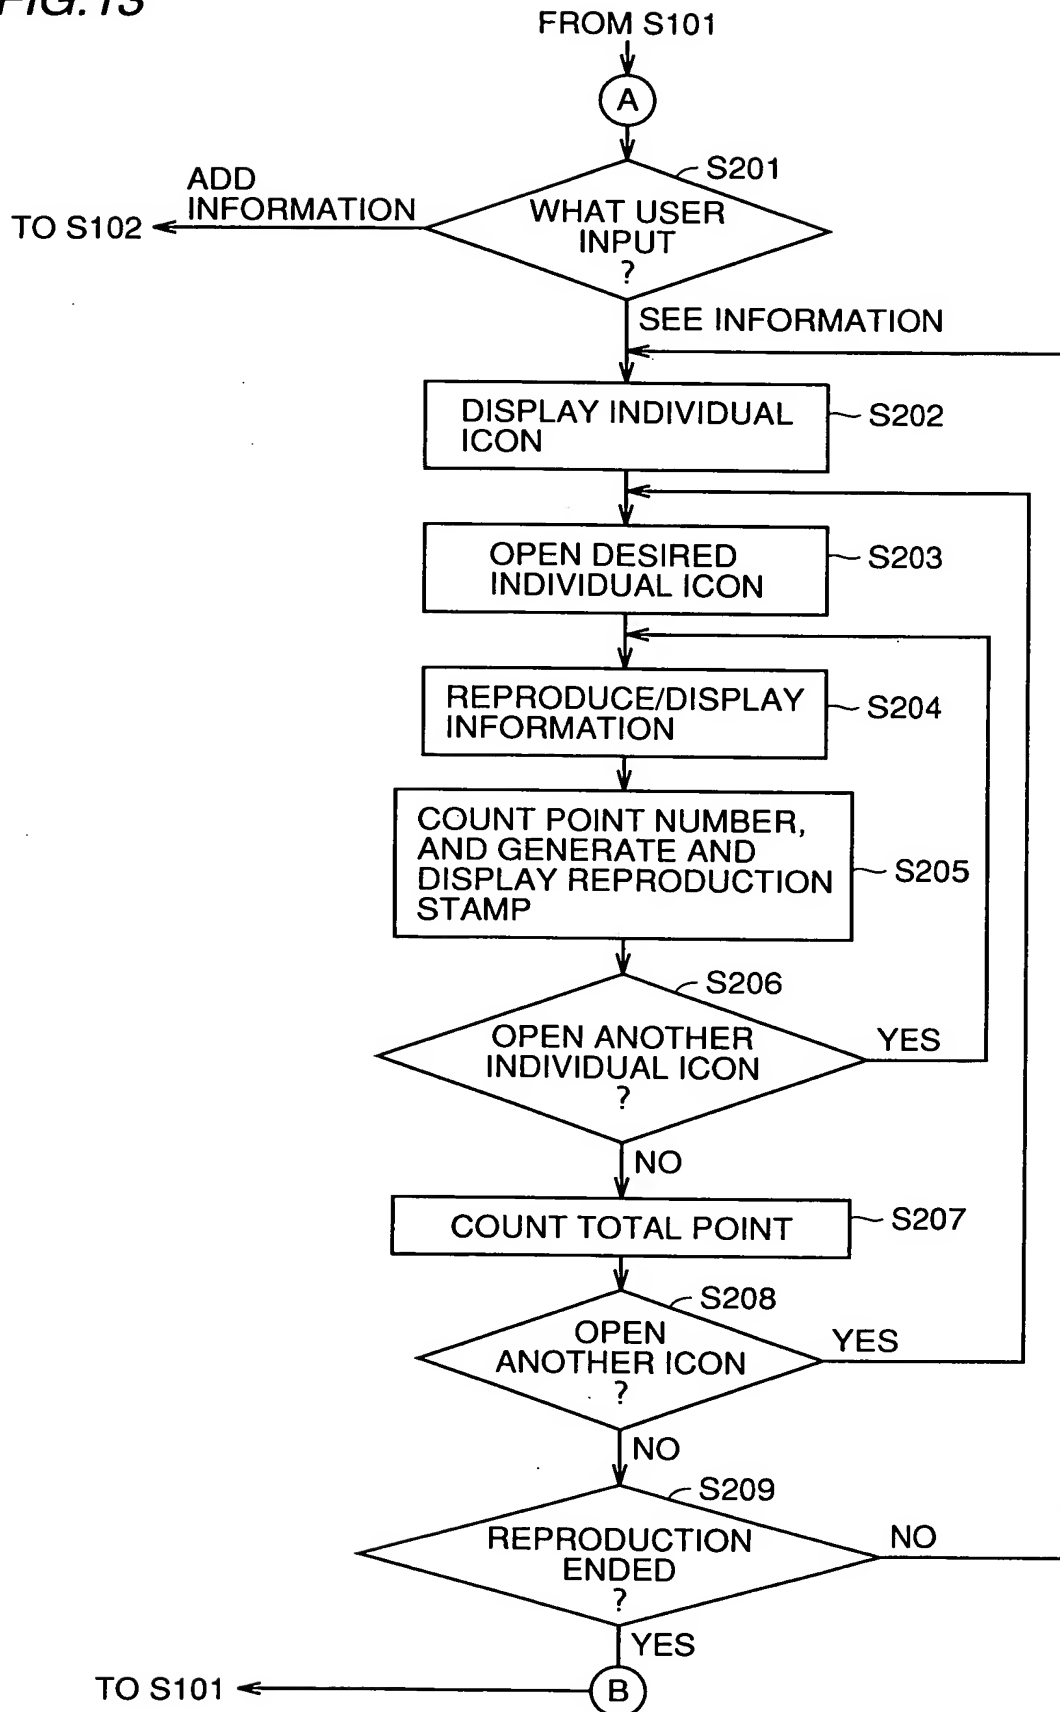 FIG. 13
FROM S101
A
S201
ADD
INFORMATION
TO S102
WHAT USER
INPUT
?
SEE INFORMATION
DISPLAY INDIVIDUAL
ICON
S202
OPEN DESIRED
INDIVIDUAL ICON
S203
REPRODUCE/DISPLAY
INFORMATION
S204
COUNT POINT NUMBER,
AND GENERATE AND
DISPLAY REPRODUCTION
STAMP
S205
S206
OPEN ANOTHER
INDIVIDUAL ICON
?
YES
NO
COUNT TOTAL POINT
S207
S208
OPEN
ANOTHER ICON
?
YES
NO
S209
REPRODUCTION
ENDED
?
NO
YES
TO S101
B